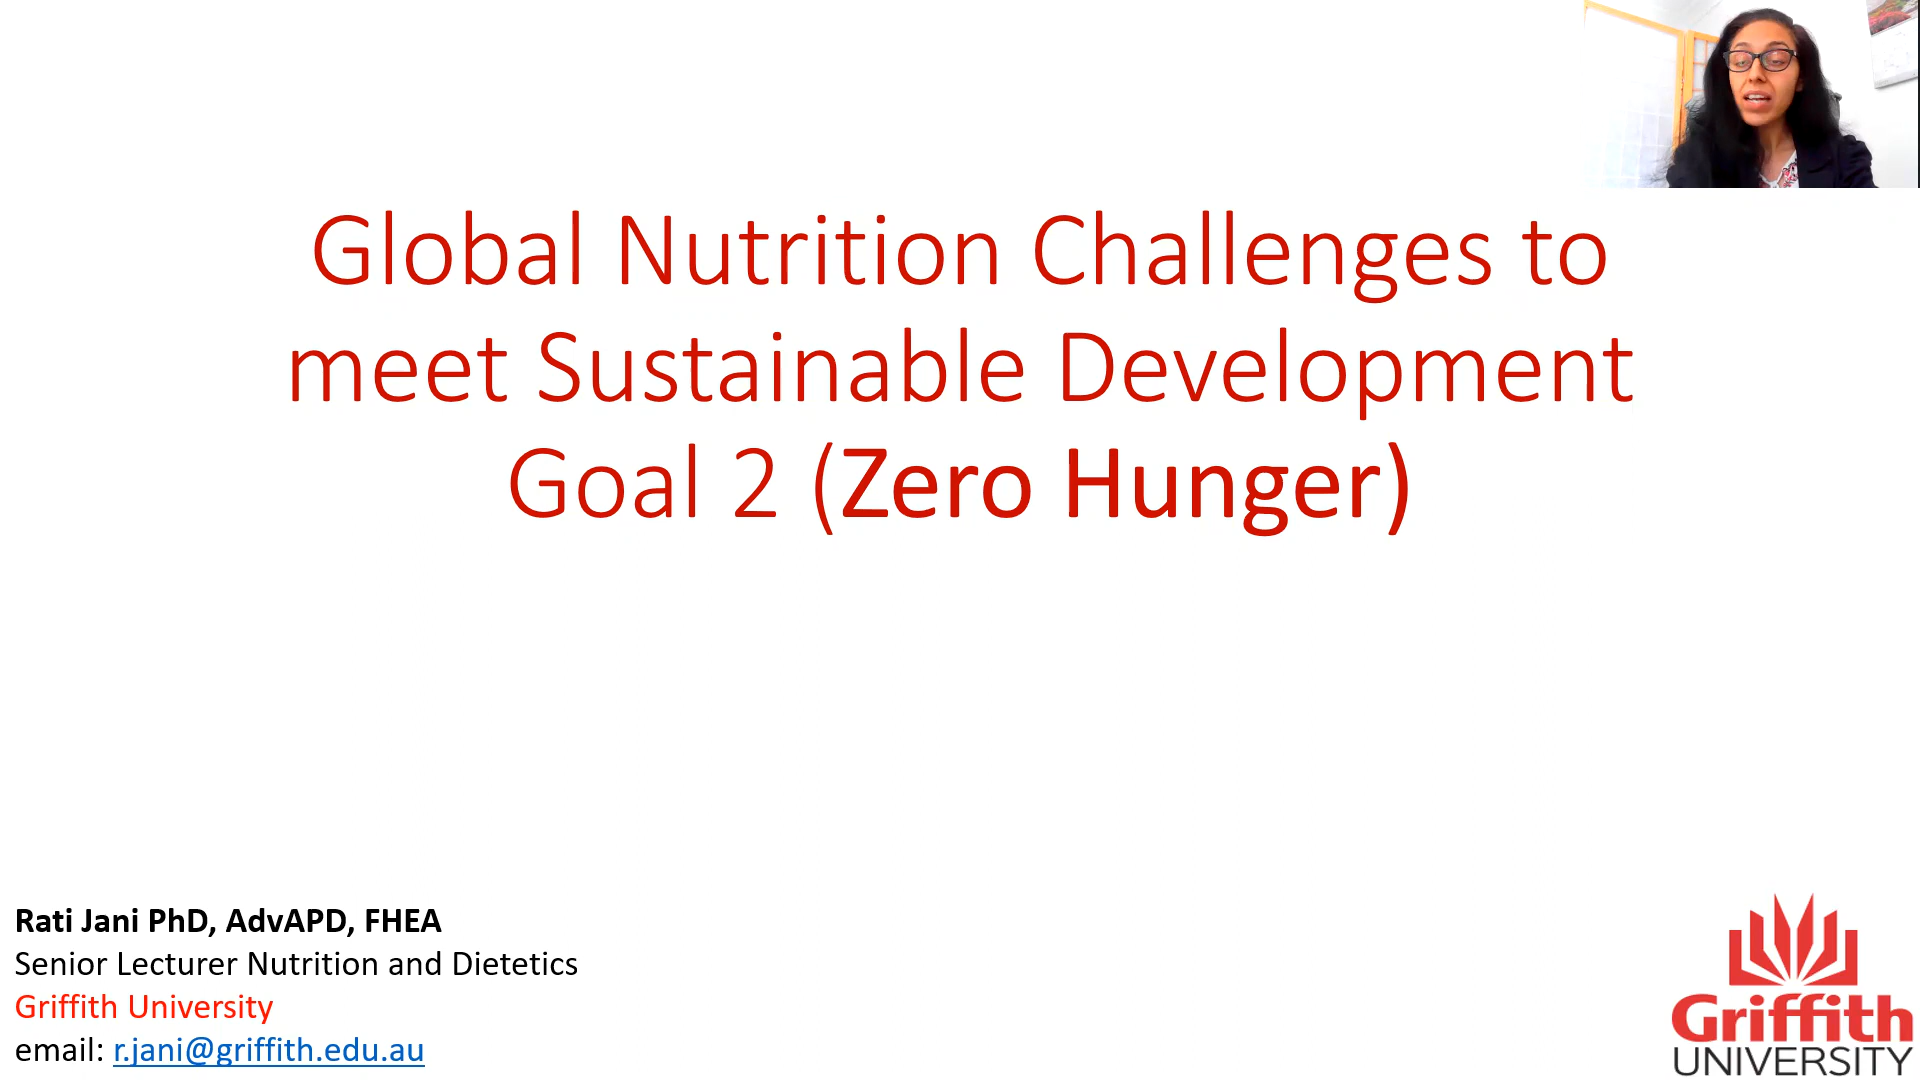 Global Nutrition Challenges to
meet Sustainable Development
Goal 2 (Zero Hunger)
Rati Jani PhD, AdvAPD, FHEA
Senior Lecturer Nutrition and Dietetics
Griffith University
email: r.jani@griffith.edu.au
Griffith
UNIVERSITY